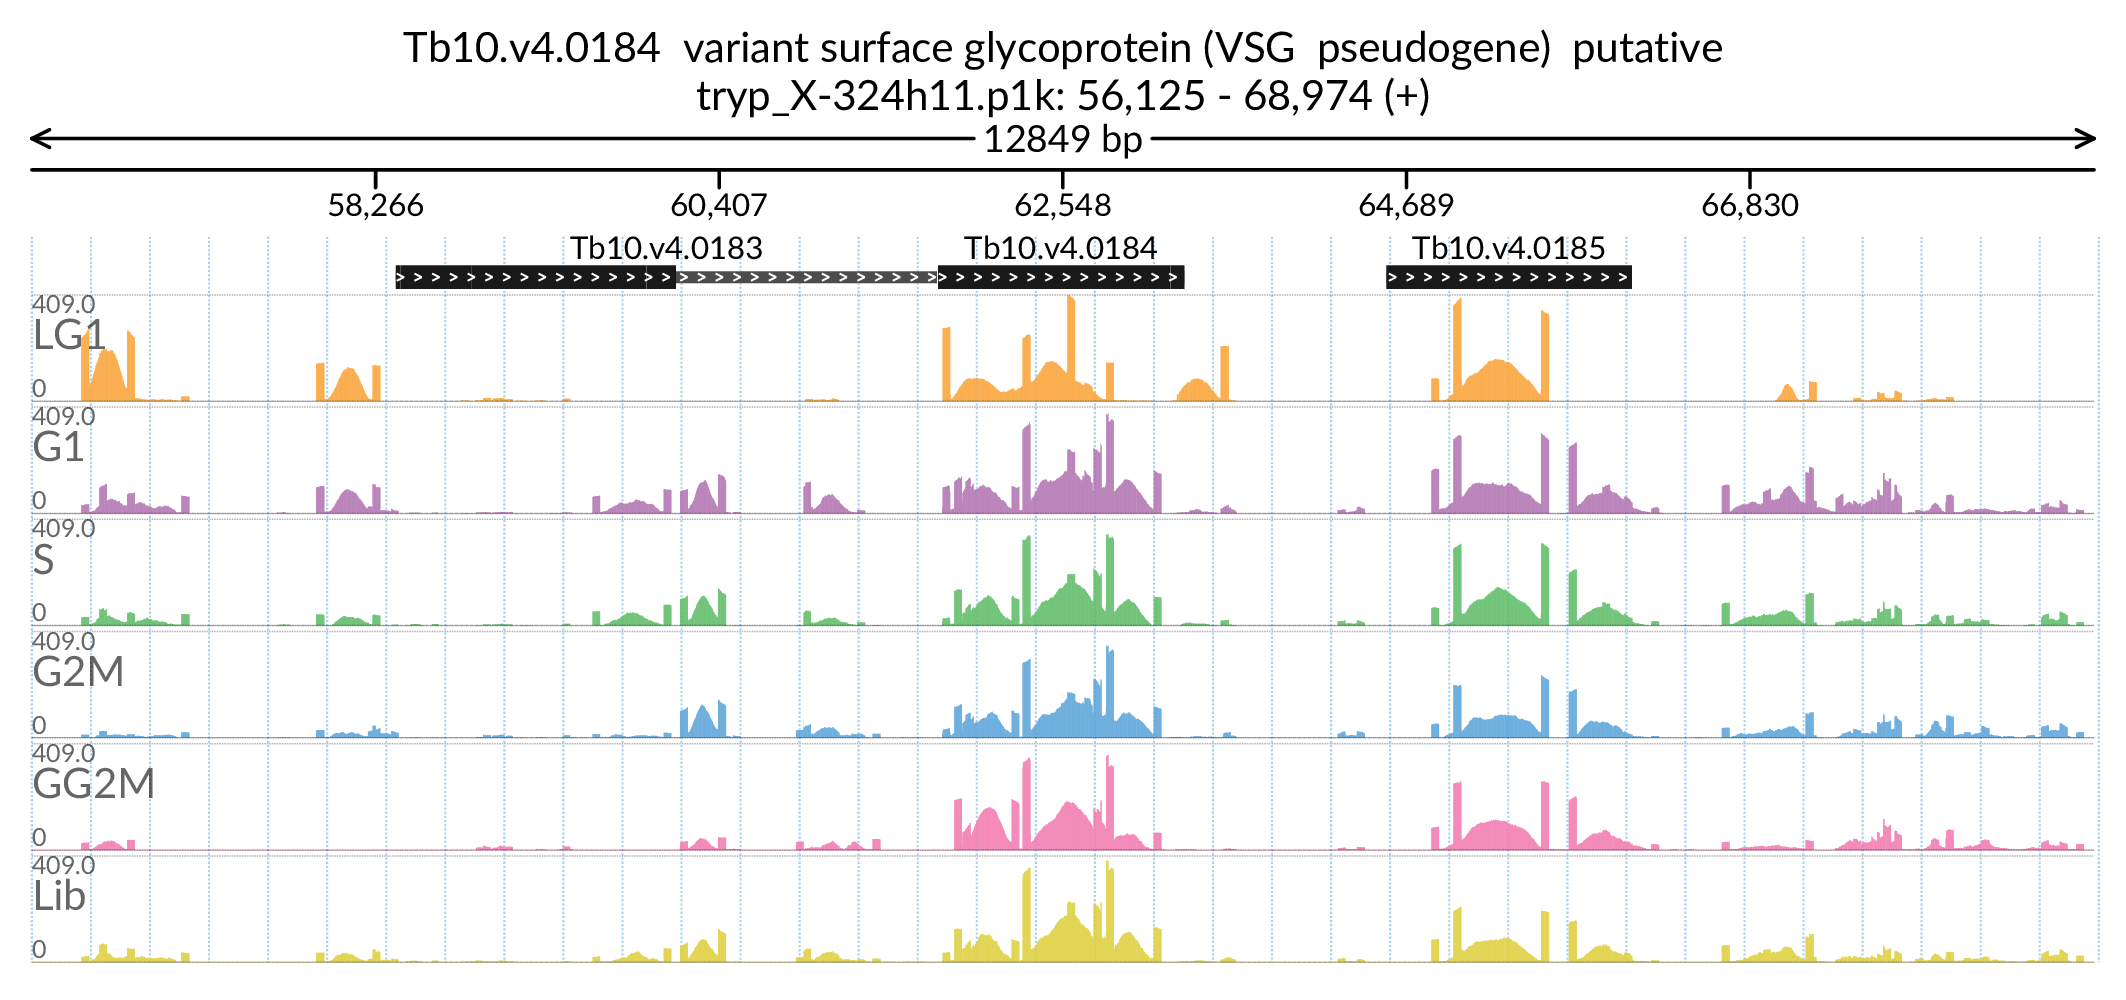 Tb10.v4.0184  variant surface glycoprotein (VSG  pseudogene)  putative
tryp_X-324h11.p1k: 56,125 - 68,974 (+)
12849 bp
58,266 60,407 62,548 64,689 66,830
Tb10.v4.0183 Tb10.v4.0184 Tb10.v4.0185
409.0
LG1
0
409.0
G1
0
409.0
S
0
409.0
G2M
0
409.0
GG2M
0
409.0
Lib
0